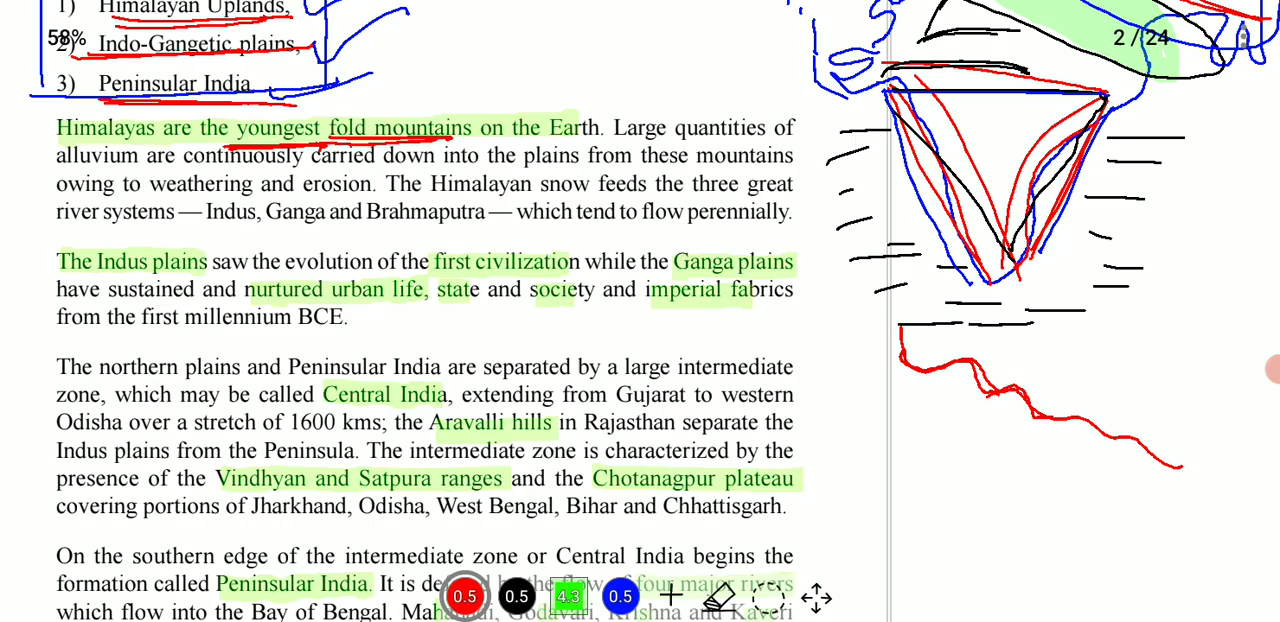 1) Himalayan Uplands,
58%
2) Indo-Gangetic plains,
2 / 24
3) Peninsular India
Himalayas are the youngest fold mountains on the Earth. Large quantities of
alluvium are continuously carried down into the plains from these mountains
owing to weathering and erosion. The Himalayan snow feeds the three great
river systems — Indus, Ganga and Brahmaputra — which tend to flow perennially.
The Indus plains saw the evolution of the first civilization while the Ganga plains
have sustained and nurtured urban life, state and society and imperial fabrics
from the first millennium BCE.
The northern plains and Peninsular India are separated by a large intermediate
zone, which may be called Central India, extending from Gujarat to western
Odisha over a stretch of 1600 kms; the Aravalli hills in Rajasthan separate the
Indus plains from the Peninsula. The intermediate zone is characterized by the
presence of the Vindhyan and Satpura ranges and the Chotanagpur plateau
covering portions of Jharkhand, Odisha, West Bengal, Bihar and Chhattisgarh.
On the southern edge of the intermediate zone or Central India begins the
formation called Peninsular India. It is by the flow of four major rivers
which flow into the Bay of Bengal. Godavari, Krishna and Kaveri
0.5 0.5 4.3 0.5